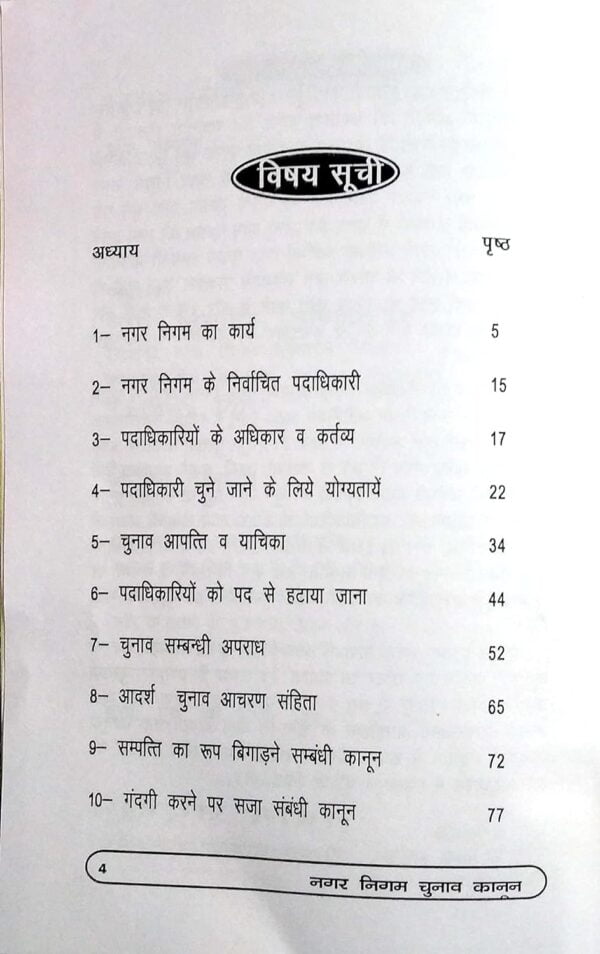 विषय सूची
अध्याय पृष्ठ
1– नगर निगम का कार्य 5
2– नगर निगम के निर्वाचित पदाधिकारी 15
3– पदाधिकारियों के अधिकार व कर्तव्य 17
4– पदाधिकारी चुने जाने के लिये योग्यतायें 22
5– चुनाव आपत्ति व याचिका 34
6– पदाधिकारियों को पद से हटाया जाना 44
7– चुनाव सम्बन्धी अपराध 52
8– आदर्श चुनाव आचरण संहिता 65
9– सम्पत्ति का रूप बिगाड़ने सम्बंधी कानून 72
10– गंदगी करने पर सजा संबंधी कानून 77
4 नगर निगम चुनाव कानून